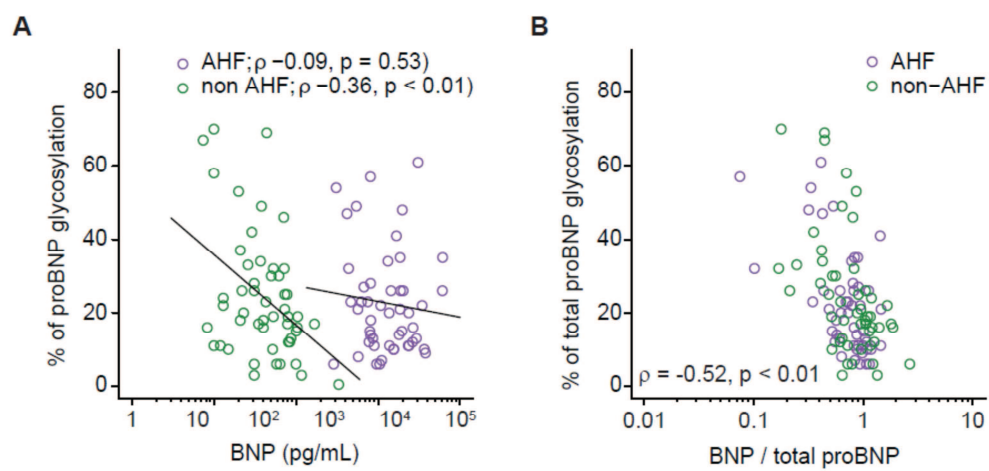 A
AHF; ρ −0.09, p = 0.53)
non AHF; ρ −0.36, p < 0.01)
% of proBNP glycosylation
80
60
40
20
0
1 10 10² 10³ 10⁴ 10⁵
BNP (pg/mL)
B
AHF
non−AHF
% of total proBNP glycosylation
80
60
40
20
0
ρ = -0.52, p < 0.01
0.01 0.1 1 10
BNP / total proBNP